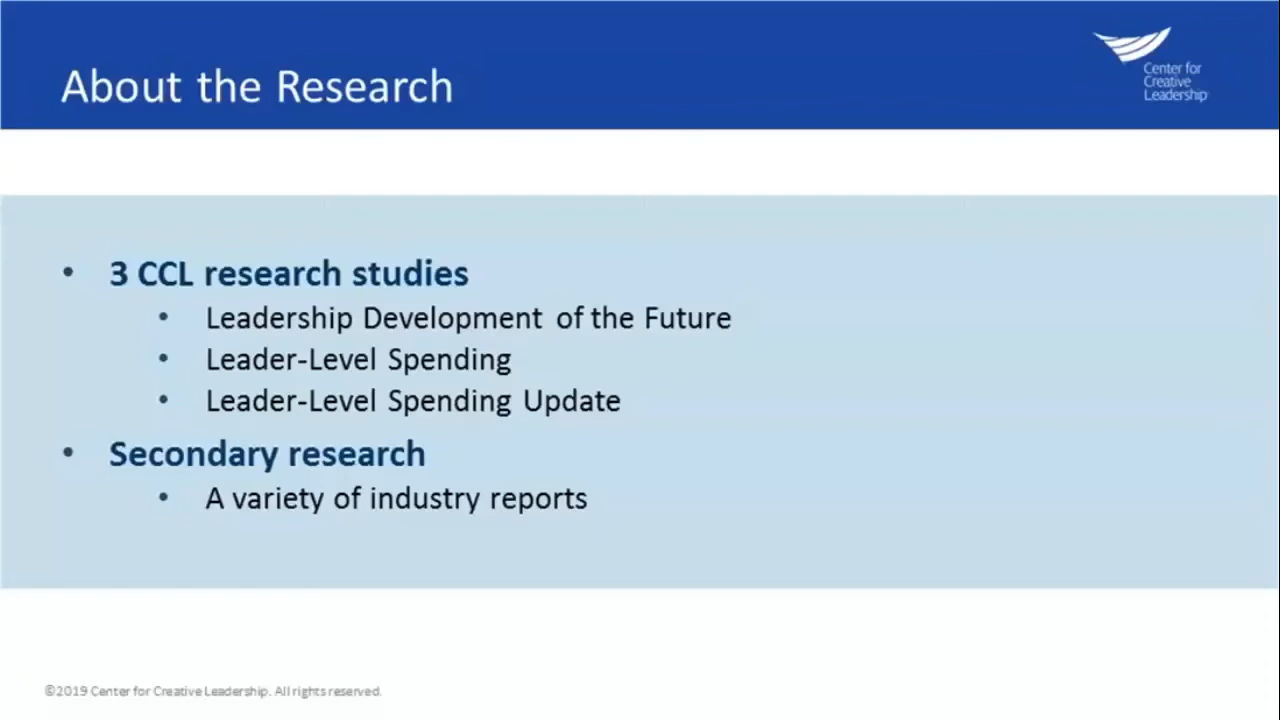 About the Research
Center for
Creative
Leadership
• 3 CCL research studies
• Leadership Development of the Future
• Leader-Level Spending
• Leader-Level Spending Update
• Secondary research
• A variety of industry reports
©2019 Center for Creative Leadership. All rights reserved.